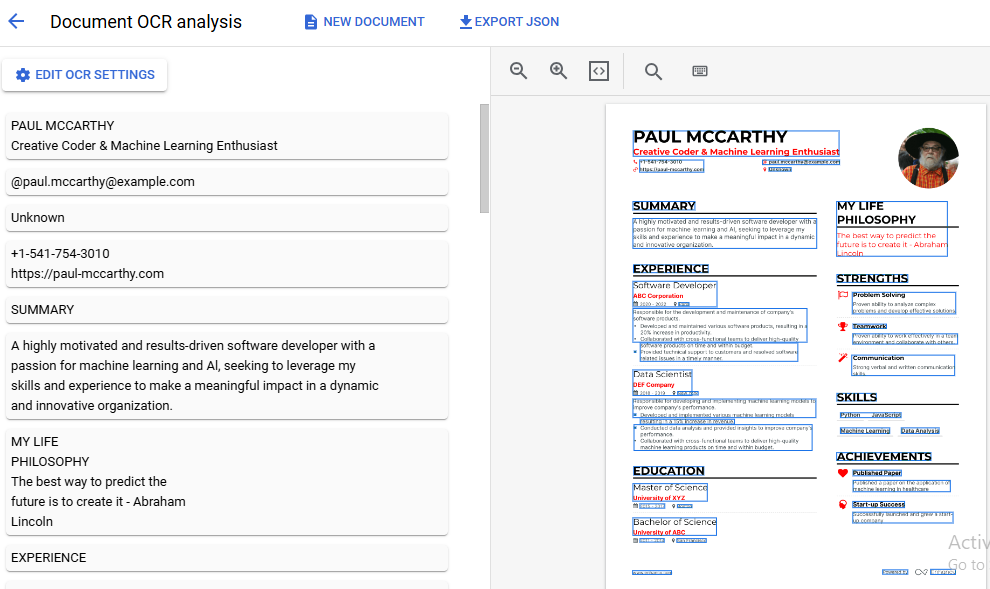 Document OCR analysis
NEW DOCUMENT
EXPORT JSON
EDIT OCR SETTINGS
PAUL MCCARTHY
Creative Coder & Machine Learning Enthusiast
@paul.mccarthy@example.com
Unknown
+1-541-754-3010
https://paul-mccarthy.com
SUMMARY
A highly motivated and results-driven software developer with a
passion for machine learning and AI, seeking to leverage my
skills and experience to make a meaningful impact in a dynamic
and innovative organization.
MY LIFE
PHILOSOPHY
The best way to predict the
future is to create it - Abraham
Lincoln
EXPERIENCE
PAUL MCCARTHY
Creative Coder & Machine Learning Enthusiast
+1-541-754-3010
paul.mccarthy@example.com
https://paul-mccarthy.com
Unknown
SUMMARY
A highly motivated and results-driven software developer with a
passion for machine learning and AI, seeking to leverage my
skills and experience to make a meaningful impact in a dynamic
and innovative organization.
EXPERIENCE
Software Developer
ABC Corporation
2020 - 2022
Responsible for the development and maintenance of company's
software products.
• Developed and maintained various software products, resulting in a
20% increase in productivity.
• Collaborated with cross-functional teams to deliver high-quality
software products on time and within budget.
• Provided technical support to customers and resolved software
related issues in a timely manner.
Data Scientist
DEF Company
2018 - 2019
Responsible for developing and implementing machine learning models to
improve company's performance.
• Developed and implemented various machine learning models
resulting in a 15% increase in revenue.
• Conducted data analysis and provided insights to improve company's
performance.
• Collaborated with cross-functional teams to deliver high-quality
machine learning products on time and within budget.
EDUCATION
Master of Science
University of XYZ
Bachelor of Science
University of ABC
MY LIFE
PHILOSOPHY
The best way to predict the
future is to create it - Abraham
Lincoln
STRENGTHS
Problem Solving
Proven ability to analyze complex
problems and develop effective solutions
Teamwork
Proven ability to work effectively in a team
environment and collaborate with others
Communication
Strong verbal and written communication
skills
SKILLS
Python JavaScript
Machine Learning Data Analysis
ACHIEVEMENTS
Published Paper
Published a paper on the application of
machine learning in healthcare
Start-up Success
Successfully launched and grew a start-
up company
Powered by
Activ
Go to